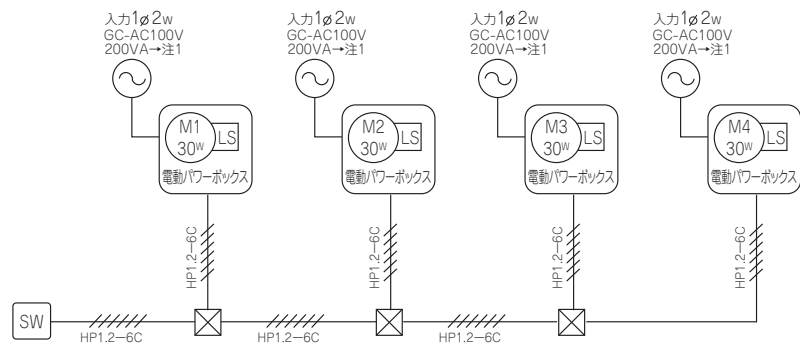 入力1ø2W
GC-AC100V
200VA→注1
入力1ø2W
GC-AC100V
200VA→注1
入力1ø2W
GC-AC100V
200VA→注1
入力1ø2W
GC-AC100V
200VA→注1
M1
30W
LS
電動パワーボックス
M2
30W
LS
電動パワーボックス
M3
30W
LS
電動パワーボックス
M4
30W
LS
電動パワーボックス
HP1.2−6C
HP1.2−6C
HP1.2−6C
HP1.2−6C
SW
HP1.2−6C
HP1.2−6C
HP1.2−6C